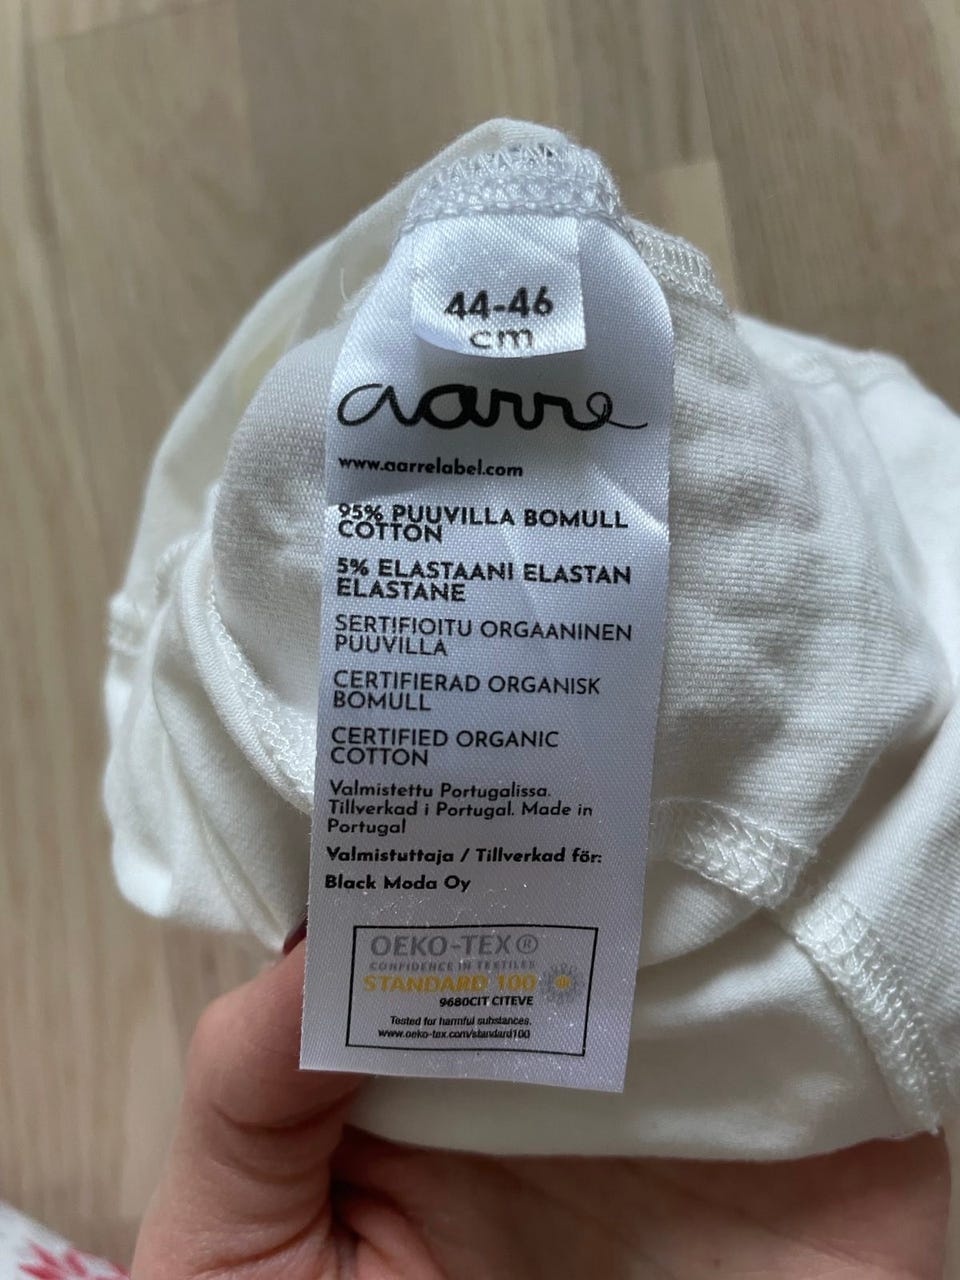 44-46
cm
aarre
www.aarrelabel.com
95% PUUVILLA BOMULL
COTTON
5% ELASTAANI ELASTAN
ELASTANE
SERTIFIOITU ORGAANINEN
PUUVILLA
CERTIFIERAD ORGANISK
BOMULL
CERTIFIED ORGANIC
COTTON
Valmistettu Portugalissa.
Tillverkad i Portugal. Made in
Portugal
Valmistuttaja / Tillverkad för:
Black Moda Oy
OEKO-TEX®
CONFIDENCE IN TEXTILES
STANDARD 100
9680CIT CITEVE
Tested for harmful substances.
www.oeko-tex.com/standard100